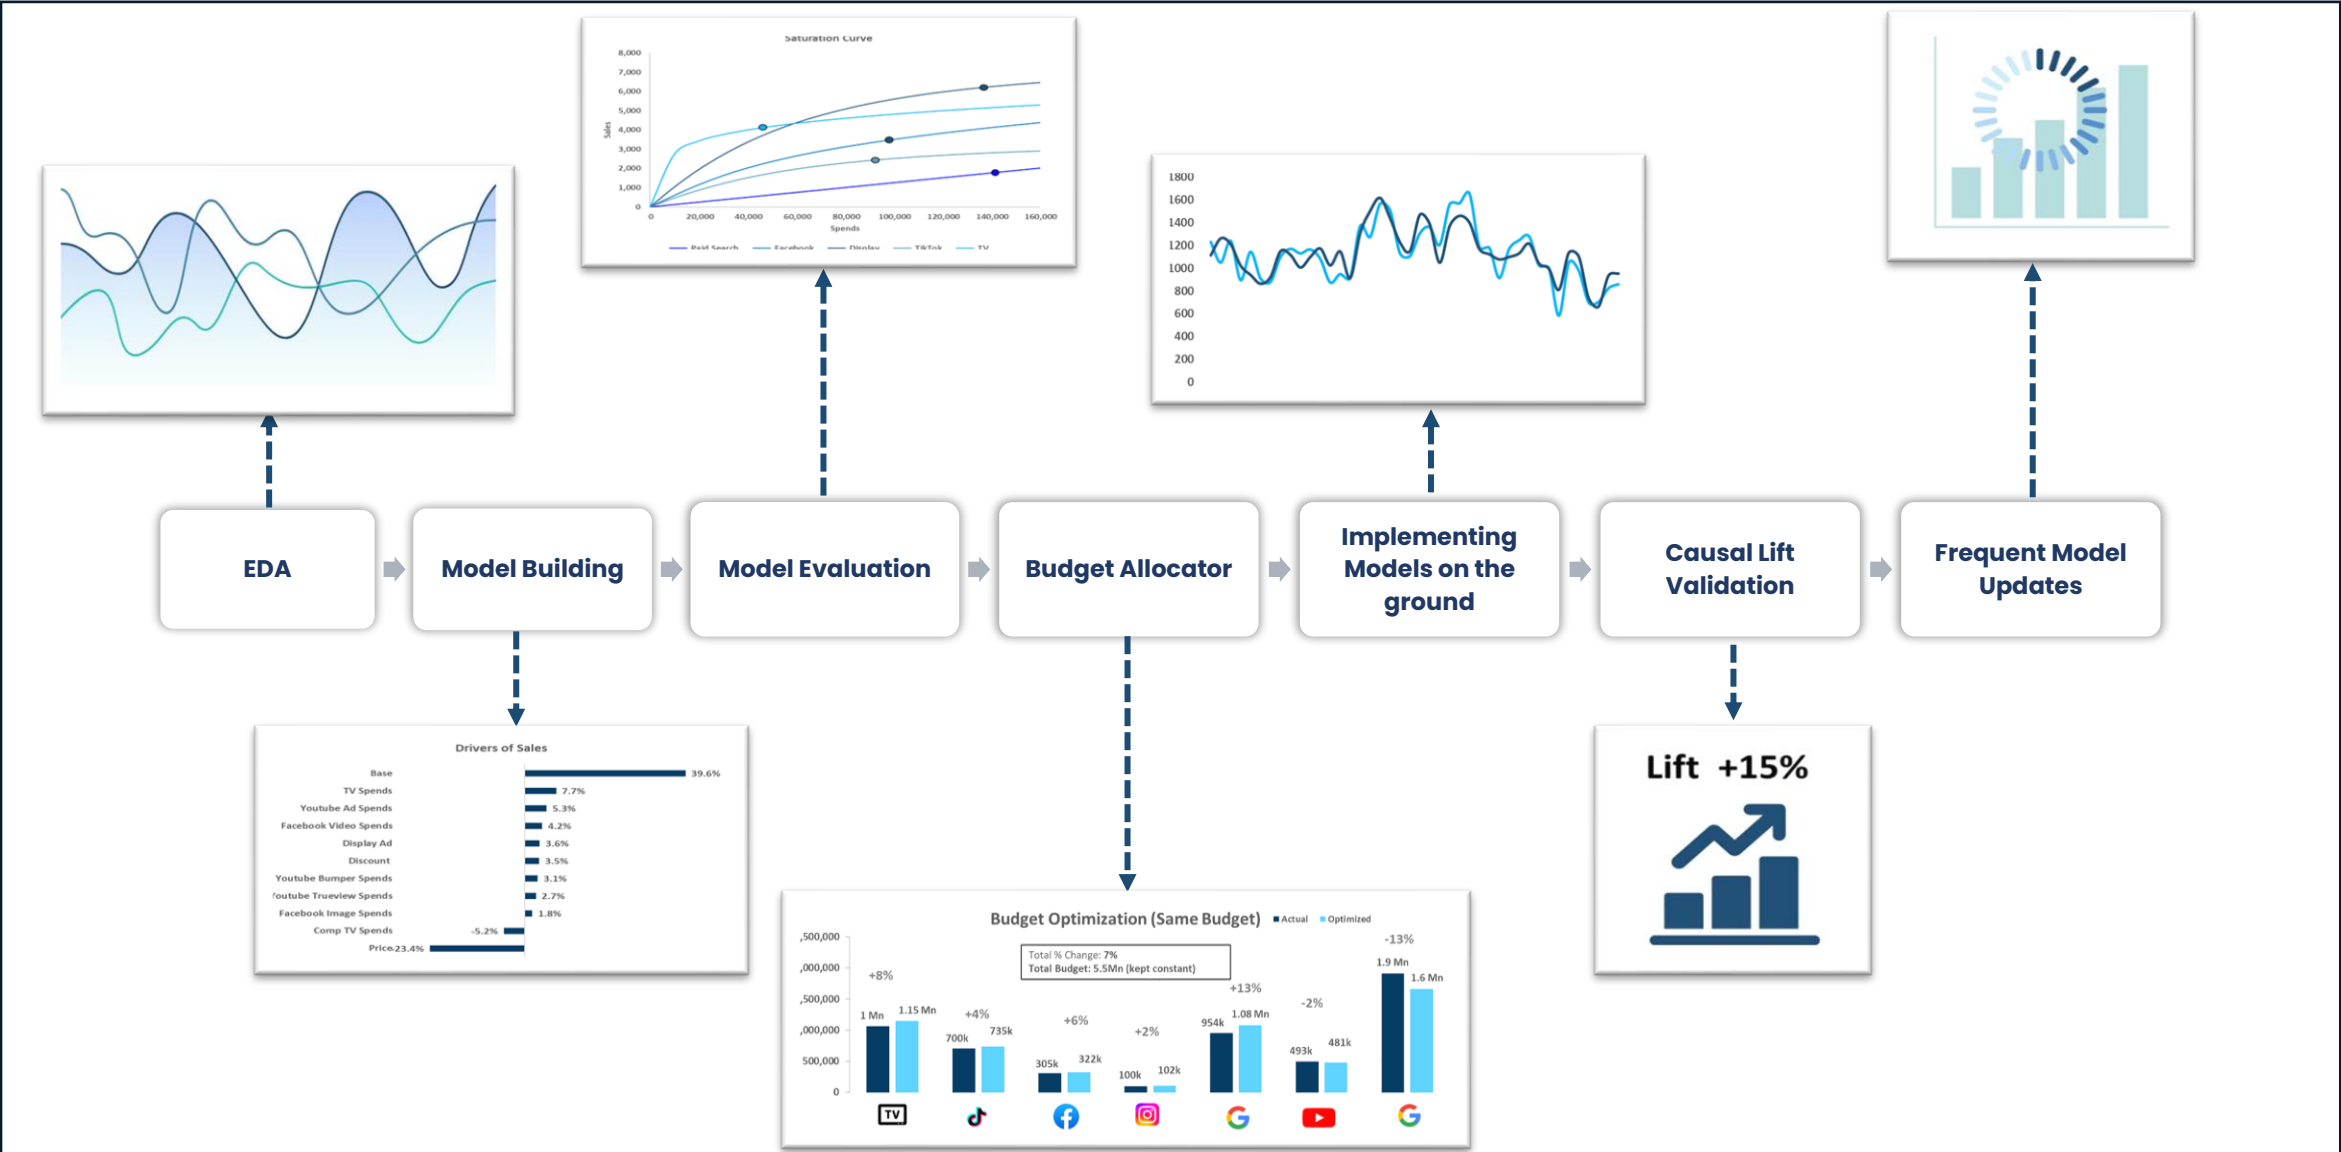 Saturation Curve
8,000
7,000
6,000
5,000
4,000
3,000
2,000
1,000
0
Sales
0 20,000 40,000 60,000 80,000 100,000 120,000 140,000 160,000
Spends
Paid Search Facebook Display TikTok TV
1800
1600
1400
1200
1000
800
600
400
200
0
EDA
Model Building
Model Evaluation
Budget Allocator
Implementing
Models on the
ground
Causal Lift
Validation
Frequent Model
Updates
Drivers of Sales
Base 39.6%
TV Spends 7.7%
Youtube Ad Spends 5.3%
Facebook Video Spends 4.2%
Display Ad 3.6%
Discount 3.5%
Youtube Bumper Spends 3.1%
Youtube Trueview Spends 2.7%
Facebook Image Spends 1.8%
Comp TV Spends -5.2%
Price -23.4%
Lift +15%
Budget Optimization (Same Budget) Actual Optimized
Total % Change: 7%
Total Budget: 5.5Mn (kept constant)
,500,000
,000,000
,500,000
,000,000
500,000
0
+8%
1 Mn 1.15 Mn
+4%
700k 735k
+6%
305k 322k
+2%
100k 102k
+13%
954k 1.08 Mn
-2%
493k 481k
-13%
1.9 Mn 1.6 Mn
TV